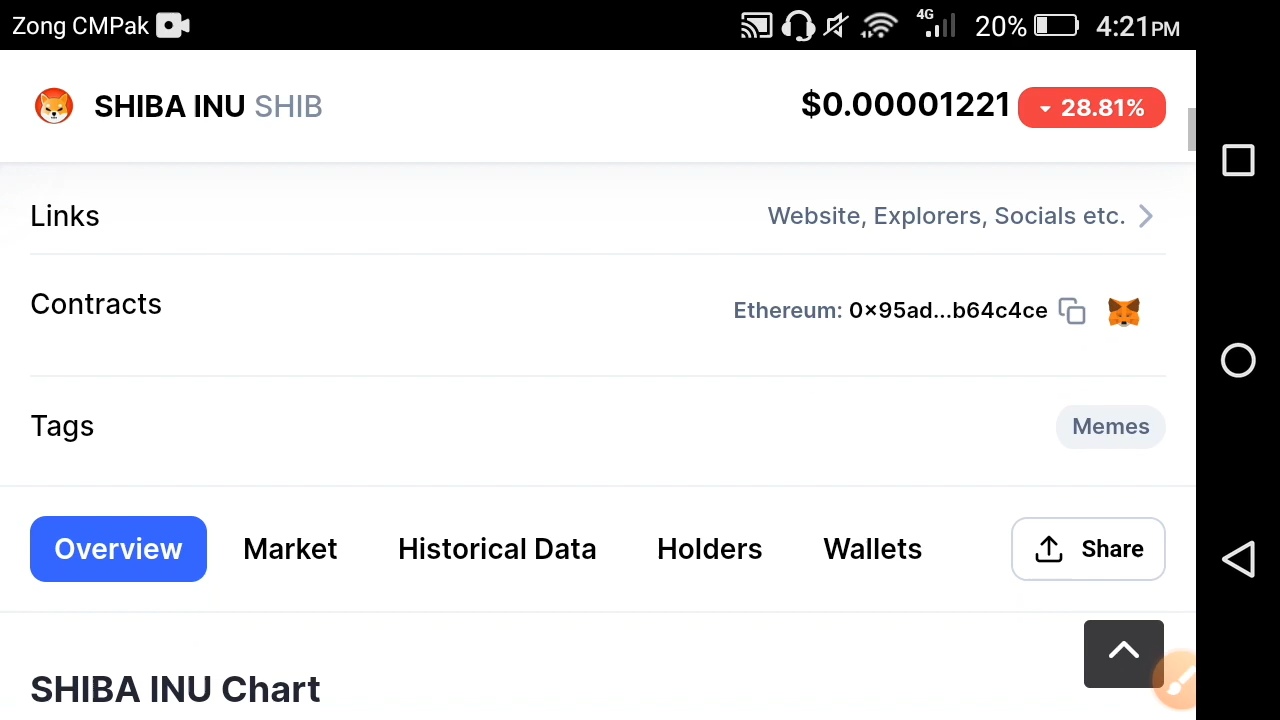 Zong CMPak 4G 20% 4:21PM
SHIBA INU SHIB $0.00001221 28.81%
Links Website, Explorers, Socials etc.
Contracts Ethereum: 0×95ad...b64c4ce
Tags Memes
Overview Market Historical Data Holders Wallets Share
SHIBA INU Chart